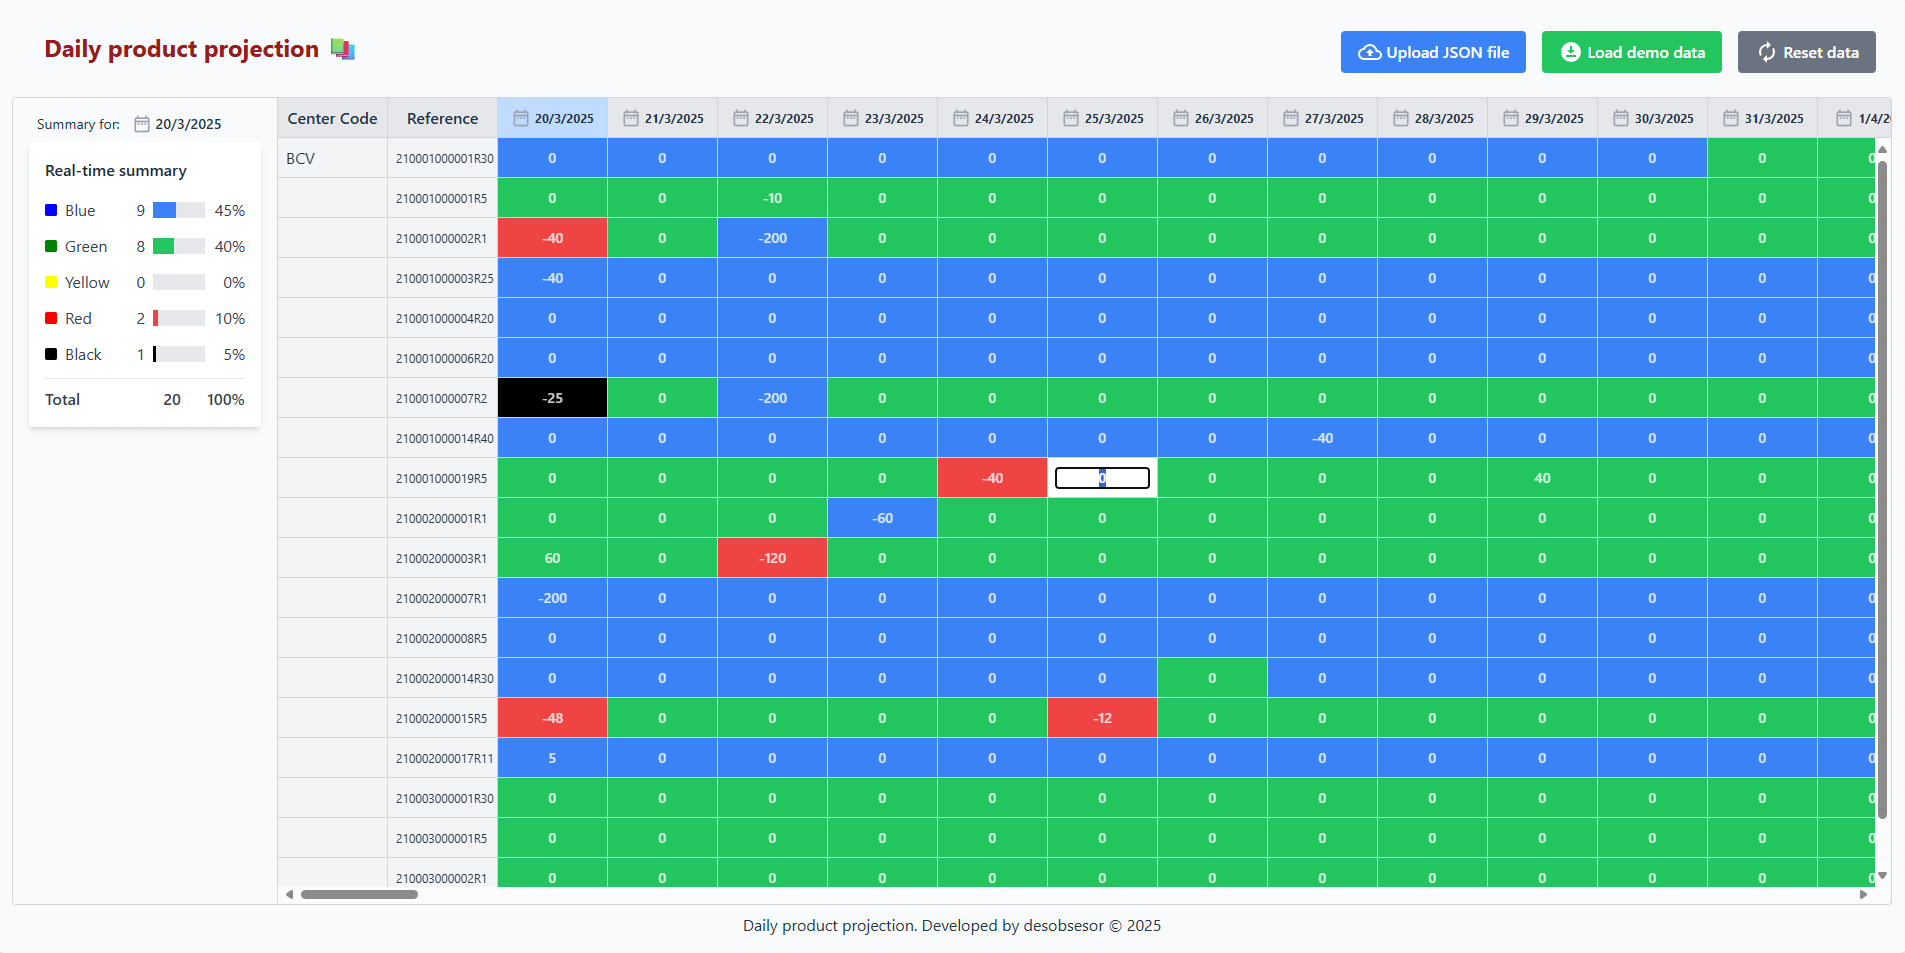 Daily product projection
Upload JSON file
Load demo data
Reset data
Summary for: 20/3/2025
Real-time summary
Blue 9 45%
Green 8 40%
Yellow 0 0%
Red 2 10%
Black 1 5%
Total 20 100%
Center Code Reference 20/3/2025 21/3/2025 22/3/2025 23/3/2025 24/3/2025 25/3/2025 26/3/2025 27/3/2025 28/3/2025 29/3/2025 30/3/2025 31/3/2025 1/4/20
BCV 210001000001R30 0 0 0 0 0 0 0 0 0 0 0 0 0
210001000001R5 0 0 -10 0 0 0 0 0 0 0 0 0 0
210001000002R1 -40 0 -200 0 0 0 0 0 0 0 0 0 0
210001000003R25 -40 0 0 0 0 0 0 0 0 0 0 0 0
210001000004R20 0 0 0 0 0 0 0 0 0 0 0 0 0
210001000006R20 0 0 0 0 0 0 0 0 0 0 0 0 0
210001000007R2 -25 0 -200 0 0 0 0 0 0 0 0 0 0
210001000014R40 0 0 0 0 0 0 0 -40 0 0 0 0 0
210001000019R5 0 0 0 0 -40 0 0 0 0 40 0 0 0
210002000001R1 0 0 0 -60 0 0 0 0 0 0 0 0 0
210002000003R1 60 0 -120 0 0 0 0 0 0 0 0 0 0
210002000007R1 -200 0 0 0 0 0 0 0 0 0 0 0 0
210002000008R5 0 0 0 0 0 0 0 0 0 0 0 0 0
210002000014R30 0 0 0 0 0 0 0 0 0 0 0 0 0
210002000015R5 -48 0 0 0 0 -12 0 0 0 0 0 0 0
210002000017R11 5 0 0 0 0 0 0 0 0 0 0 0 0
210003000001R30 0 0 0 0 0 0 0 0 0 0 0 0 0
210003000001R5 0 0 0 0 0 0 0 0 0 0 0 0 0
210003000002R1 0 0 0 0 0 0 0 0 0 0 0 0 0
Daily product projection. Developed by desobsesor © 2025